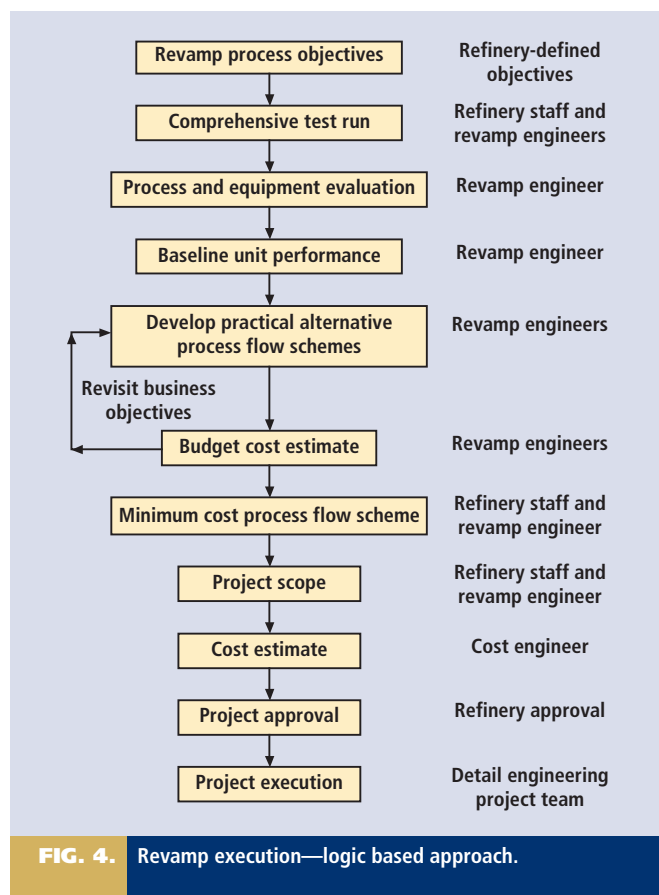 Revamp process objectives
Refinery-defined
objectives
Comprehensive test run
Refinery staff and
revamp engineers
Process and equipment evaluation
Revamp engineer
Baseline unit performance
Revamp engineer
Develop practical alternative
process flow schemes
Revamp engineers
Revisit business
objectives
Budget cost estimate
Revamp engineers
Minimum cost process flow scheme
Refinery staff and
revamp engineer
Project scope
Refinery staff and
revamp engineer
Cost estimate
Cost engineer
Project approval
Refinery approval
Project execution
Detail engineering
project team
FIG. 4. Revamp execution—logic based approach.